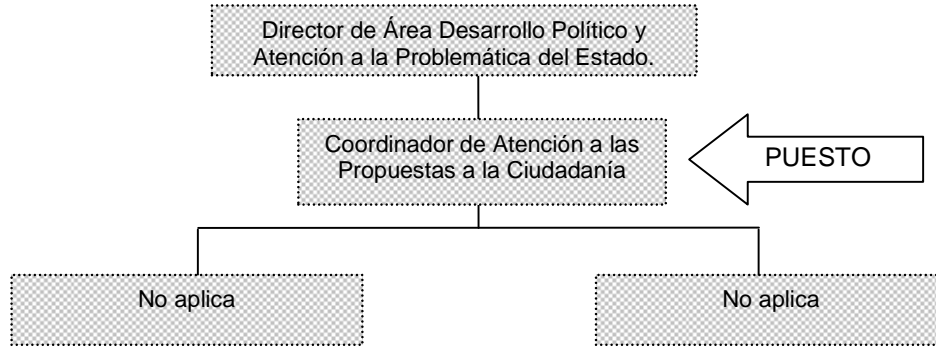 Director de Área Desarrollo Político y
Atención a la Problemática del Estado.
Coordinador de Atención a las
Propuestas a la Ciudadanía
PUESTO
No aplica
No aplica